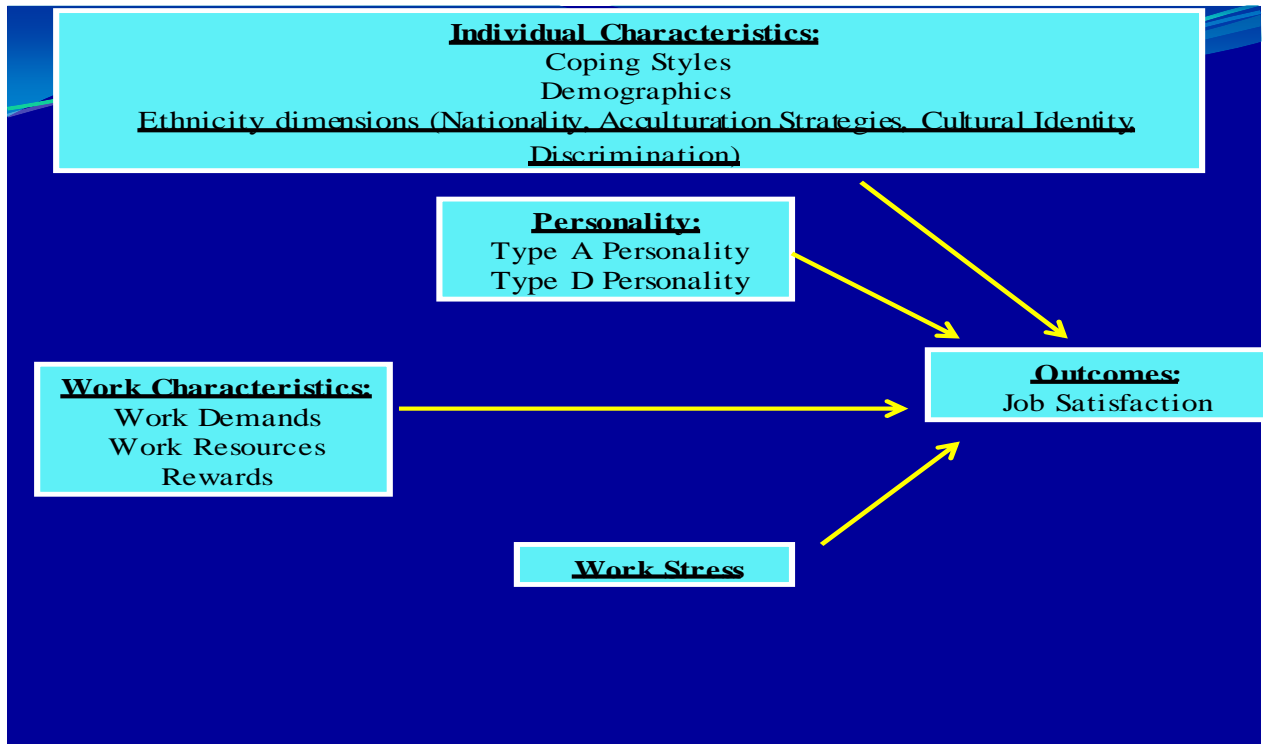 Individual Characteristics:
Coping Styles
Demographics
Ethnicity dimensions (Nationality, Acculturation Strategies, Cultural Identity,
Discrimination)
Personality:
Type A Personality
Type D Personality
Work Characteristics:
Work Demands
Work Resources
Rewards
Outcomes:
Job Satisfaction
Work Stress